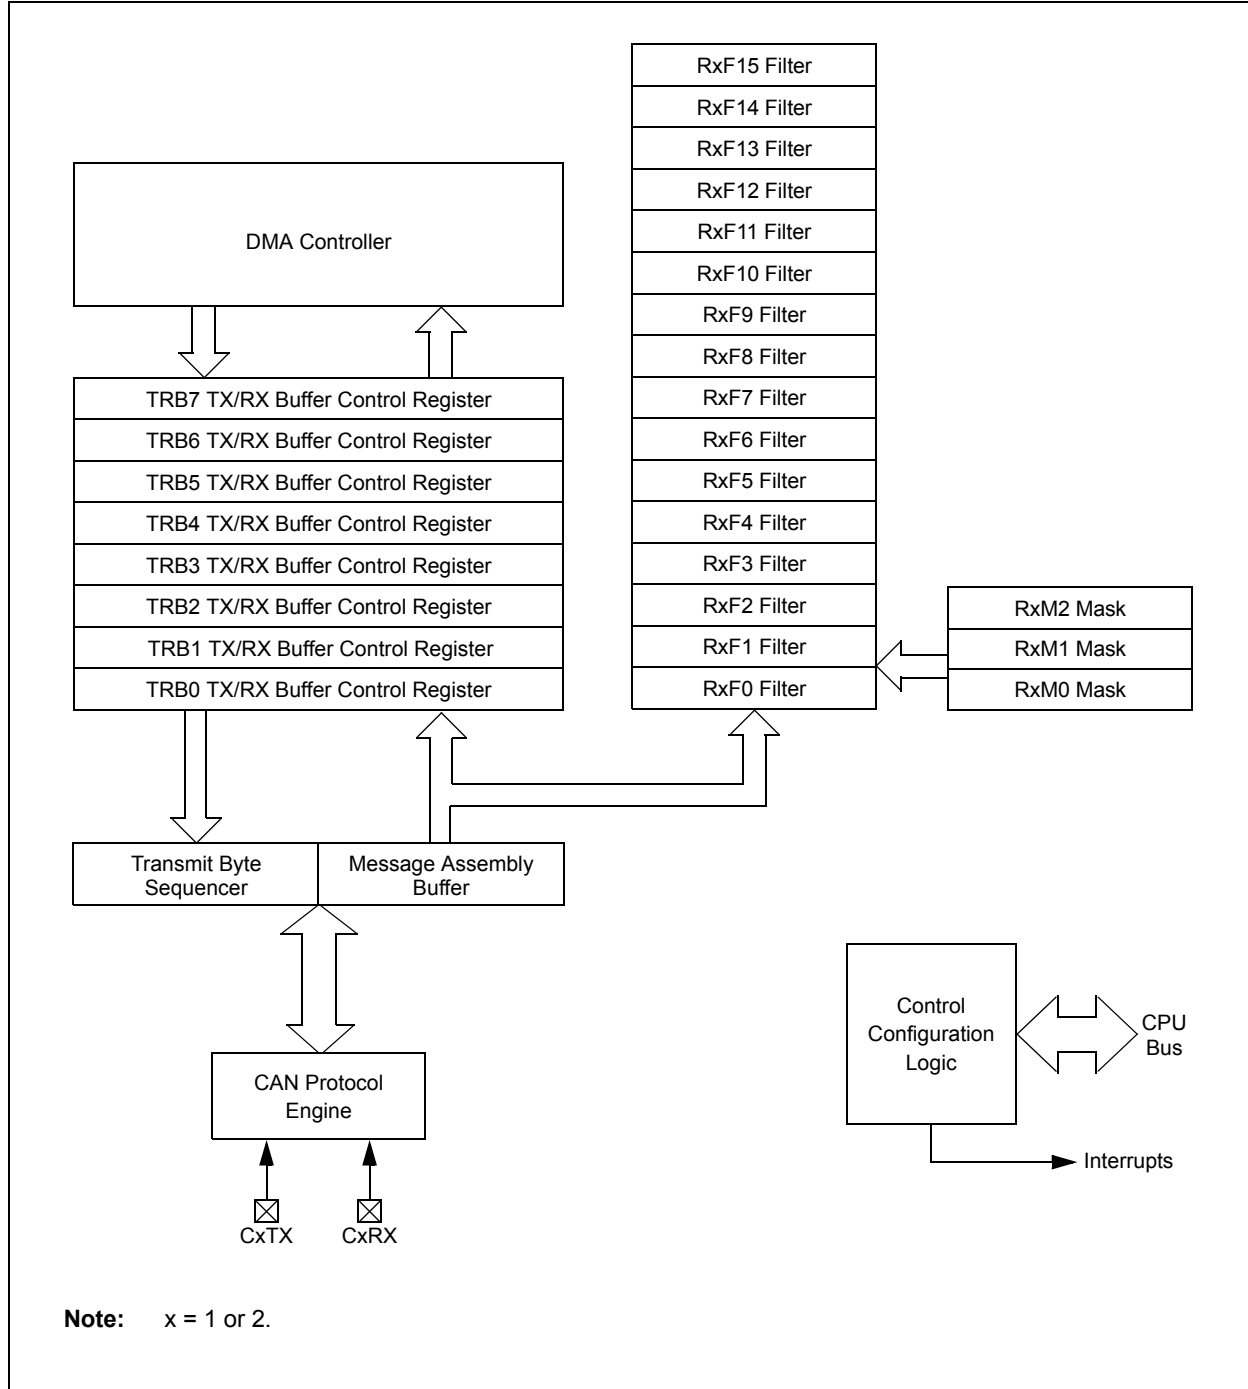 RxF15 Filter
RxF14 Filter
RxF13 Filter
RxF12 Filter
RxF11 Filter
RxF10 Filter
RxF9 Filter
RxF8 Filter
RxF7 Filter
RxF6 Filter
RxF5 Filter
RxF4 Filter
RxF3 Filter
RxF2 Filter
RxF1 Filter
RxF0 Filter
DMA Controller
TRB7 TX/RX Buffer Control Register
TRB6 TX/RX Buffer Control Register
TRB5 TX/RX Buffer Control Register
TRB4 TX/RX Buffer Control Register
TRB3 TX/RX Buffer Control Register
TRB2 TX/RX Buffer Control Register
TRB1 TX/RX Buffer Control Register
TRB0 TX/RX Buffer Control Register
RxM2 Mask
RxM1 Mask
RxM0 Mask
Transmit Byte
Sequencer
Message Assembly
Buffer
Control
Configuration
Logic
CPU
Bus
CAN Protocol
Engine
Interrupts
CxTX
CxRX
Note: x = 1 or 2.